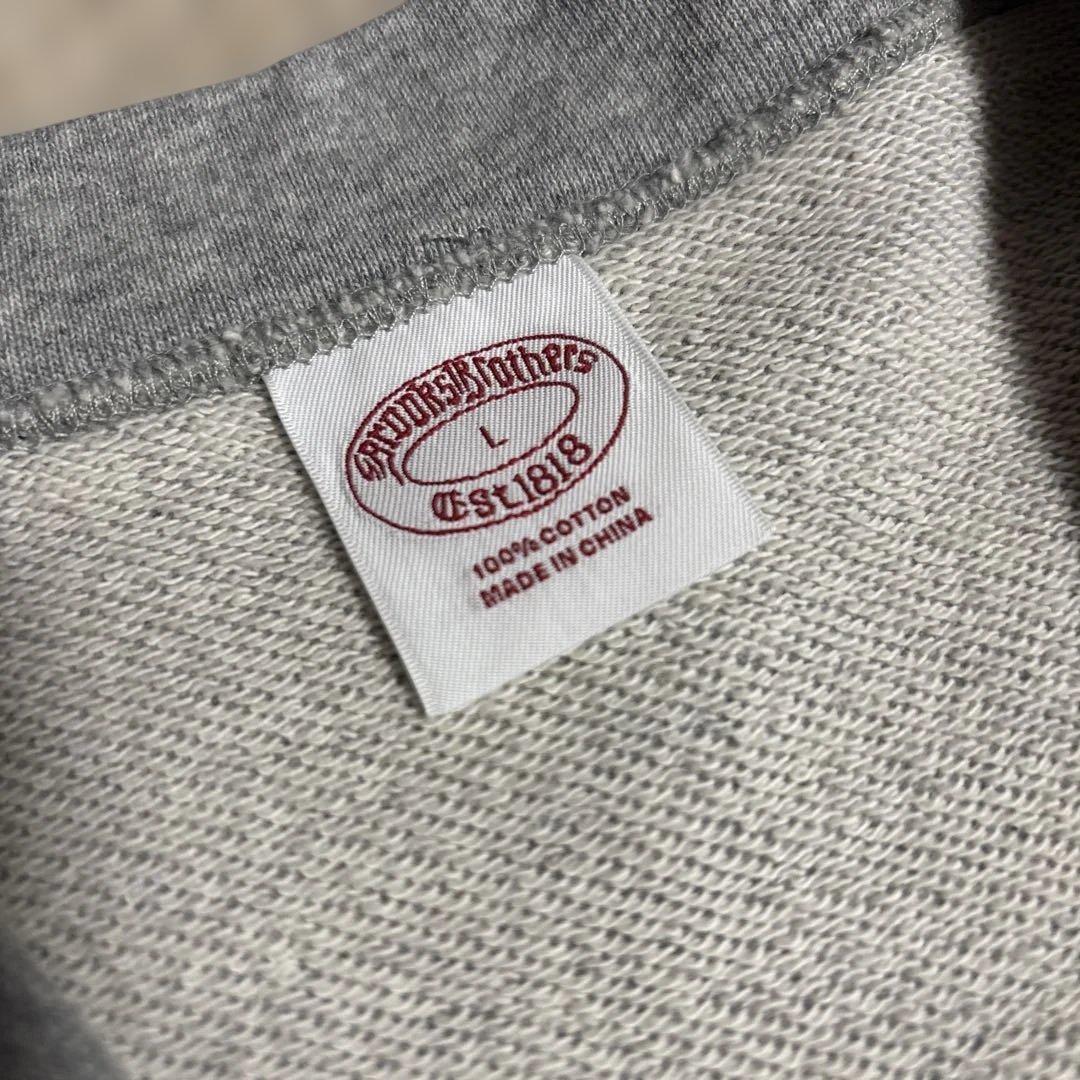 Brooks Brothers
L
Est. 1818
100% COTTON
MADE IN CHINA